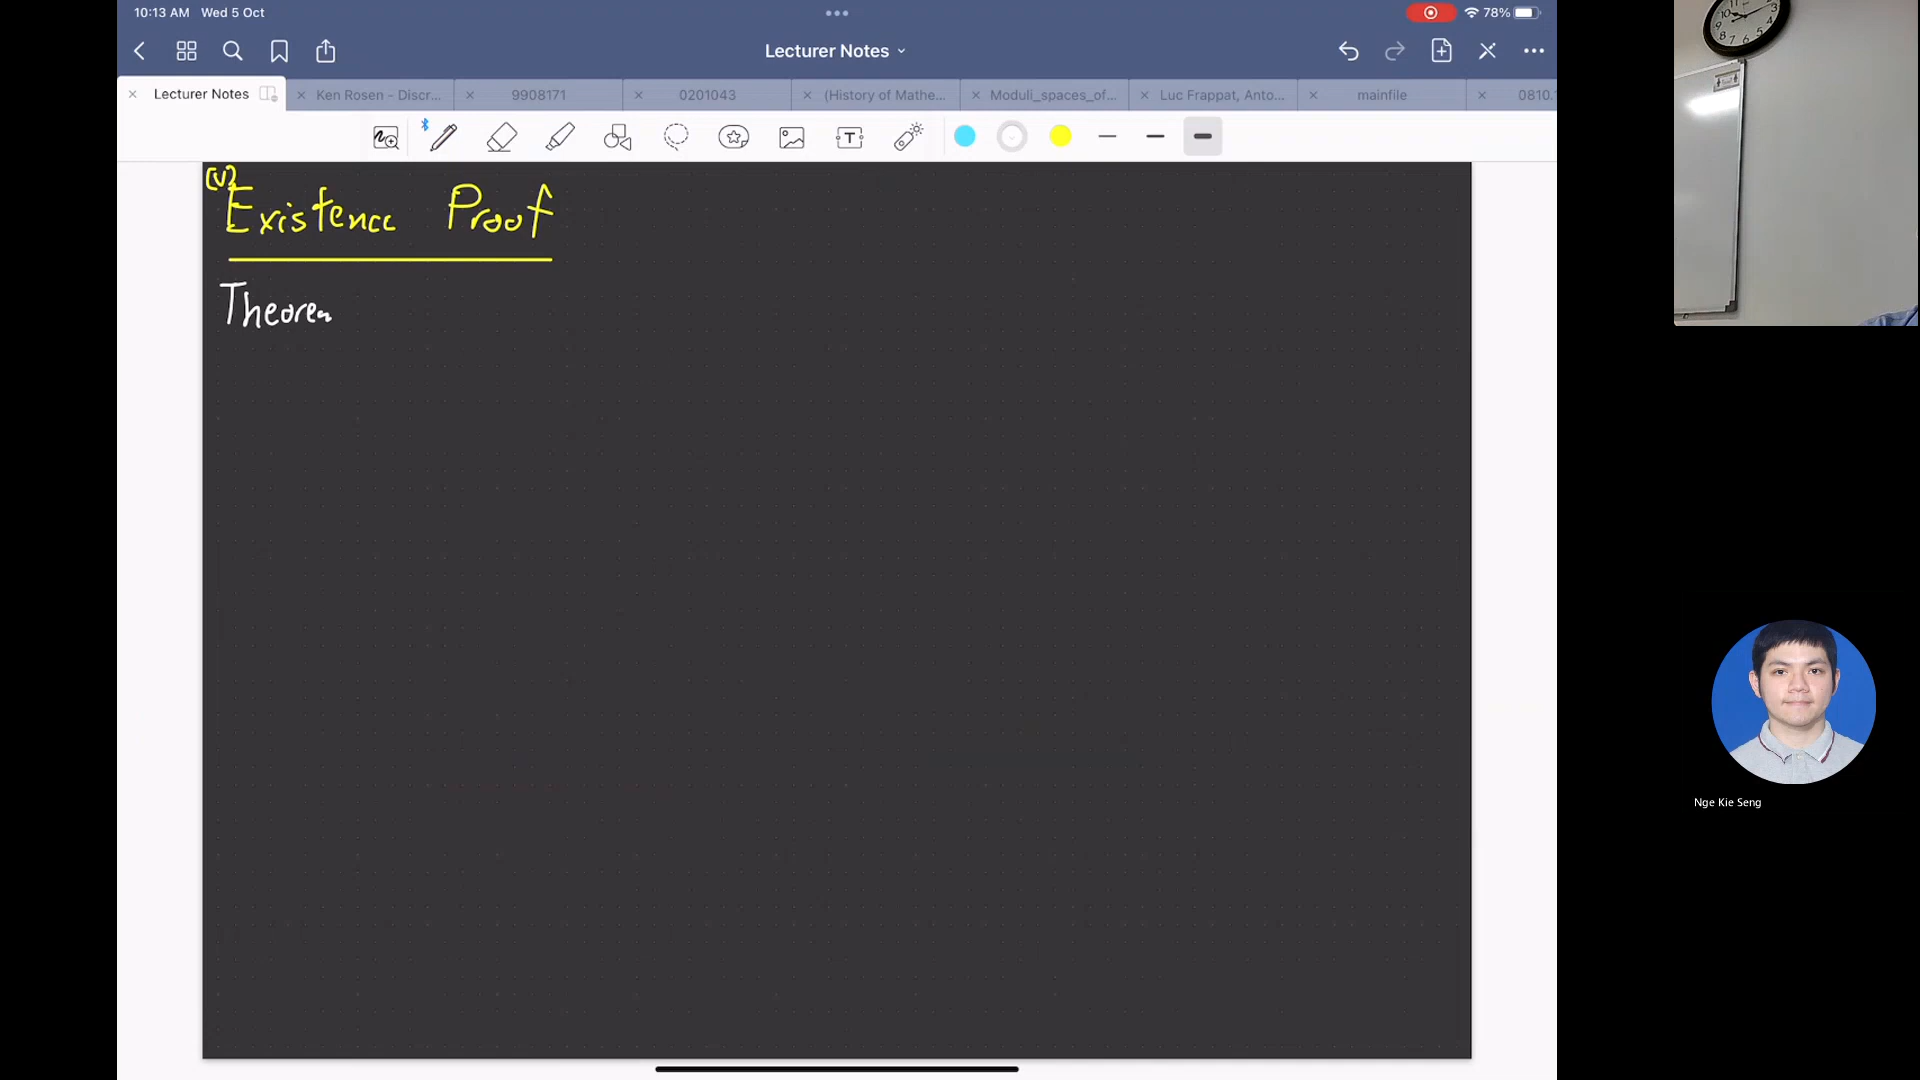 10:13 AM Wed 5 Oct
78%
Lecturer Notes
Lecturer Notes
Ken Rosen - Discr...
9908171
0201043
(History of Mathe...
Moduli_spaces_of...
Luc Frappat, Anto...
mainfile
0810.
(V)
Existence Proof
Theorem
Nge Kie Seng